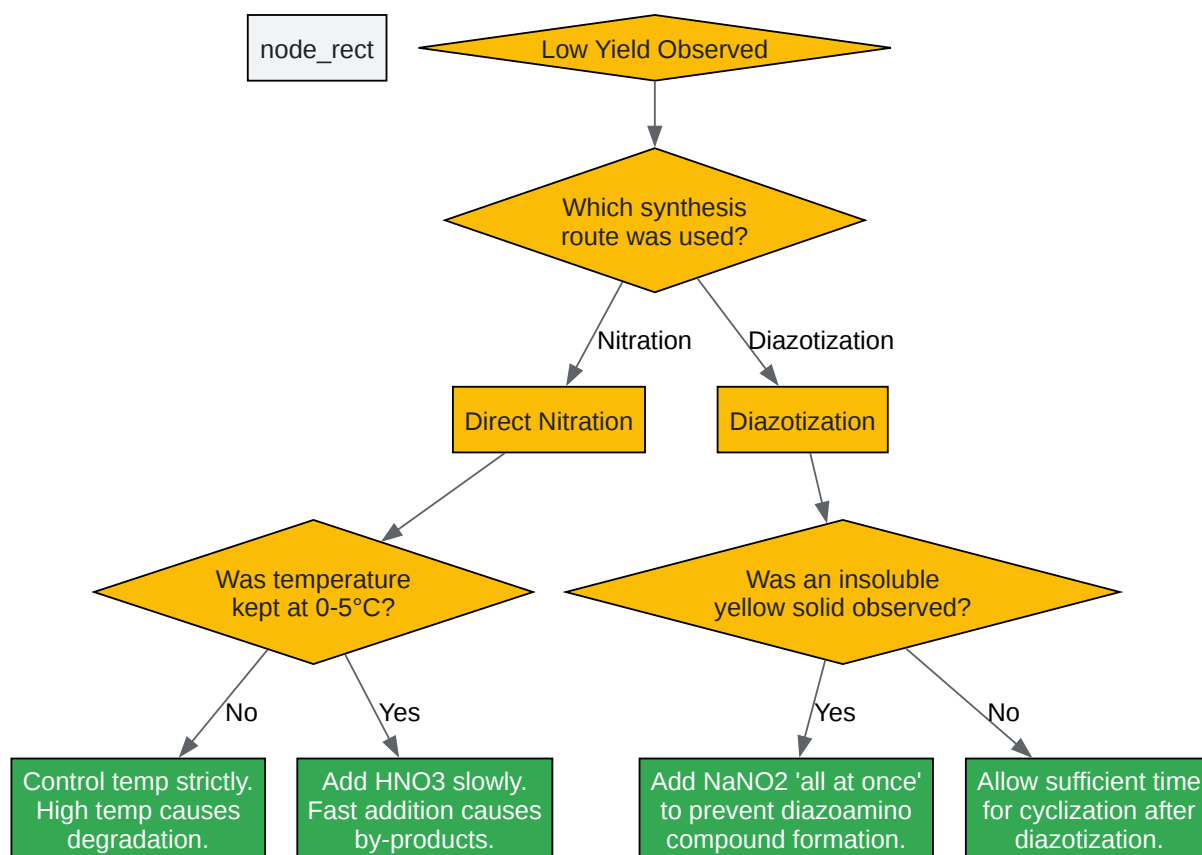 node_rect
Low Yield Observed
Which synthesis
route was used?
Nitration
Diazotization
Direct Nitration
Diazotization
Was temperature
kept at 0-5°C?
Was an insoluble
yellow solid observed?
No
Yes
Yes
No
Control temp strictly.
High temp causes
degradation.
Add HNO3 slowly.
Fast addition causes
by-products.
Add NaNO2 'all at once'
to prevent diazoamino
compound formation.
Allow sufficient time
for cyclization after
diazotization.